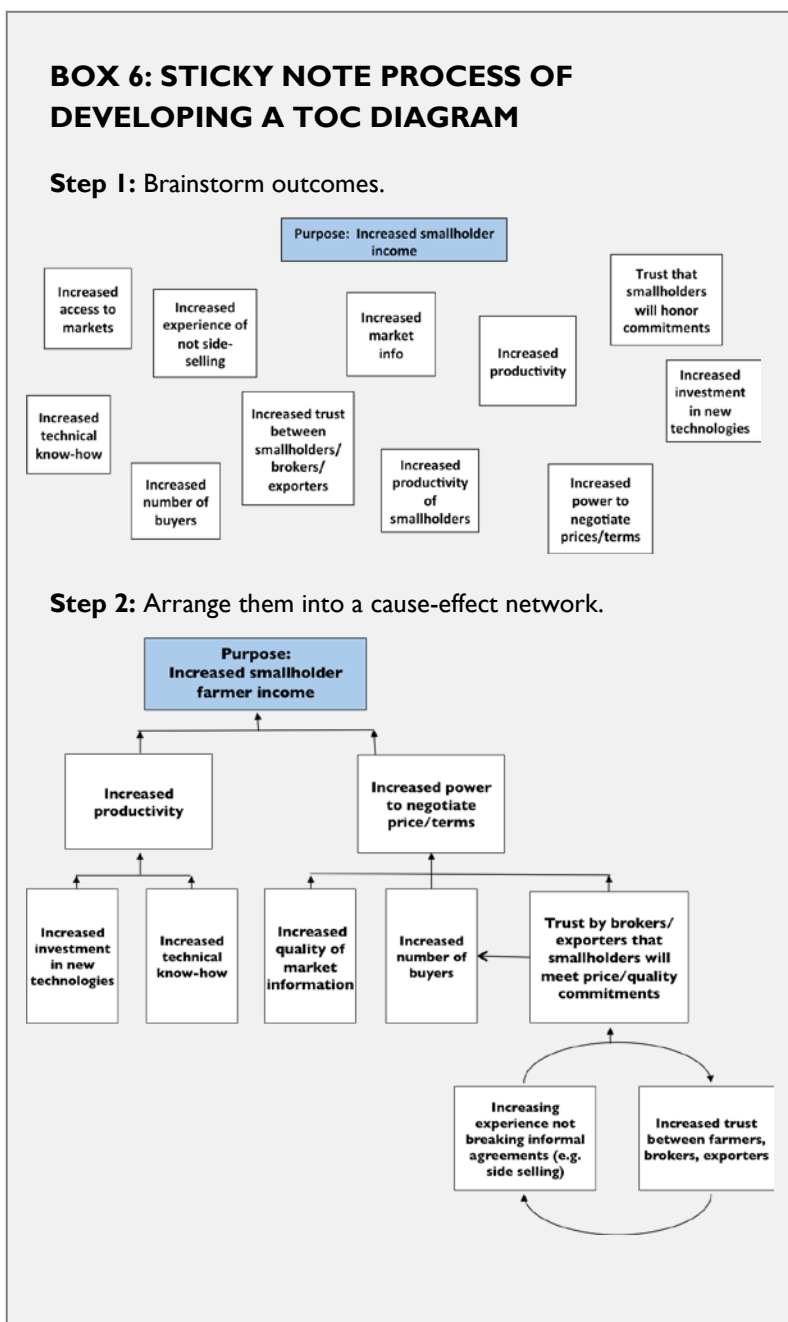 BOX 6: STICKY NOTE PROCESS OF
DEVELOPING A TOC DIAGRAM
Step 1: Brainstorm outcomes.
Purpose: Increased smallholder
income
Increased
access to
markets
Increased
experience of
not side-
selling
Increased
market
info
Increased
productivity
Trust that
smallholders
will honor
commitments
Increased
investment
in new
technologies
Increased
technical
know-how
Increased
number of
buyers
Increased trust
between
smallholders/
brokers/
exporters
Increased
productivity
of
smallholders
Increased
power to
negotiate
prices/terms
Step 2: Arrange them into a cause-effect network.
Purpose:
Increased smallholder
farmer income
Increased
productivity
Increased power
to negotiate
price/terms
Increased
investment
in new
technologies
Increased
technical
know-how
Increased
quality of
market
information
Increased
number of
buyers
Trust by brokers/
exporters that
smallholders will
meet price/quality
commitments
Increasing
experience not
breaking informal
agreements (e.g.
side selling)
Increased trust
between farmers,
brokers, exporters